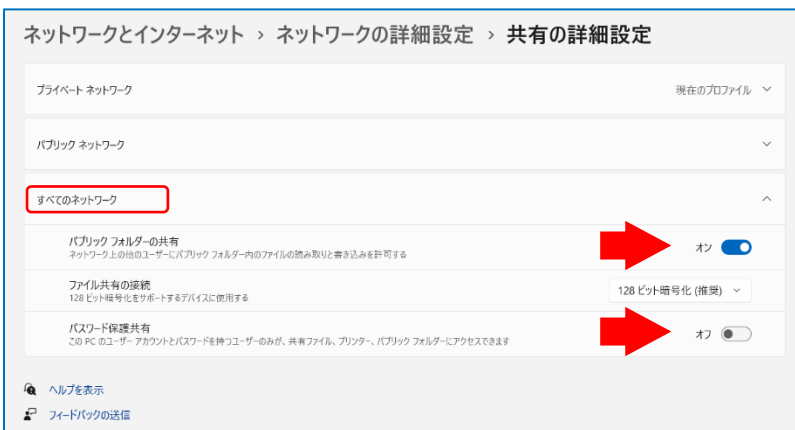 ネットワークとインターネット › ネットワークの詳細設定 › 共有の詳細設定
プライベート ネットワーク 現在のプロファイル
パブリック ネットワーク
すべてのネットワーク
パブリック フォルダーの共有
ネットワーク上の他のユーザーにパブリック フォルダー内のファイルの読み取りと書き込みを許可する
オン
ファイル共有の接続
128 ビット暗号化をサポートするデバイスに使用する
128 ビット暗号化 (推奨)
パスワード保護共有
この PC のユーザー アカウントとパスワードを持つユーザーのみが、共有ファイル、プリンター、パブリック フォルダーにアクセスできます
オフ
ヘルプを表示
フィードバックの送信